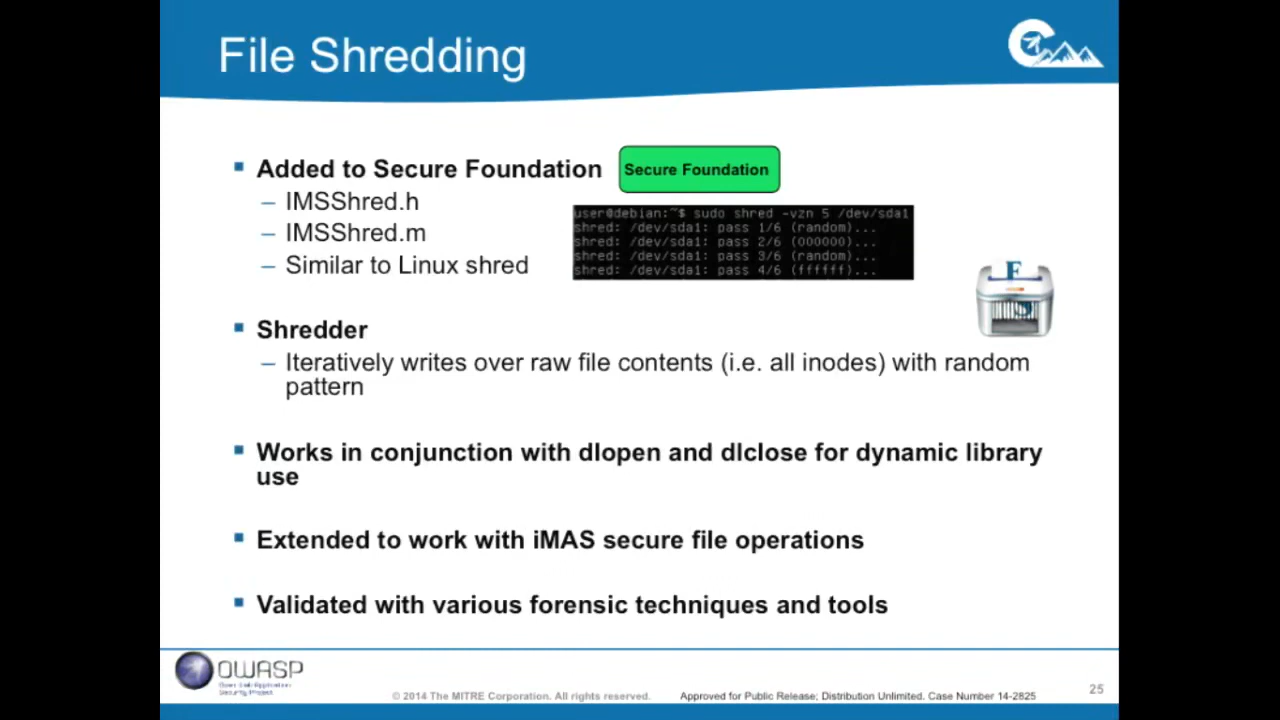 File Shredding
Added to Secure Foundation
Secure Foundation
– IMSShred.h
– IMSShred.m
– Similar to Linux shred
user@debian:~$ sudo shred -vzn 5 /dev/sda1
shred: /dev/sda1: pass 1/6 (random)...
shred: /dev/sda1: pass 2/6 (000000)...
shred: /dev/sda1: pass 3/6 (random)...
shred: /dev/sda1: pass 4/6 (ffffff)...
Shredder
– Iteratively writes over raw file contents (i.e. all inodes) with random
pattern
Works in conjunction with dlopen and dlclose for dynamic library
use
Extended to work with iMAS secure file operations
Validated with various forensic techniques and tools
OWASP
Open Web Application
Security Project
© 2014 The MITRE Corporation. All rights reserved.
Approved for Public Release; Distribution Unlimited. Case Number 14-2825
25